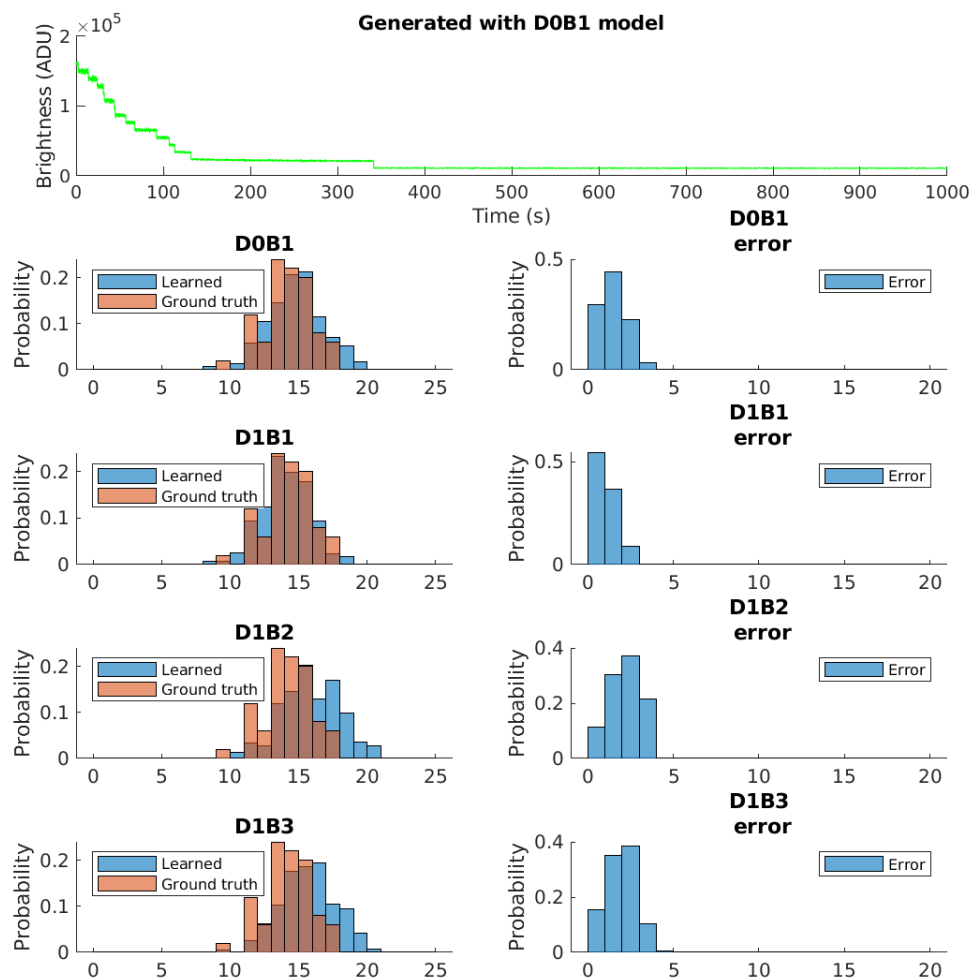 Generated with D0B1 model
×10⁵
Brightness (ADU)
2
1
0
0 100 200 300 400 500 600 700 800 900 1000
Time (s)
D0B1
Probability
0.2
0.1
0
Learned
Ground truth
0 5 10 15 20 25
D0B1
error
Probability
0.5
0
Error
0 5 10 15 20
D1B1
Probability
0.2
0.1
0
Learned
Ground truth
0 5 10 15 20 25
D1B1
error
Probability
0.5
0
Error
0 5 10 15 20
D1B2
Probability
0.2
0.1
0
Learned
Ground truth
0 5 10 15 20 25
D1B2
error
Probability
0.4
0.2
0
Error
0 5 10 15 20
D1B3
Probability
0.2
0.1
0
Learned
Ground truth
0 5 10 15 20 25
D1B3
error
Probability
0.4
0.2
0
Error
0 5 10 15 20